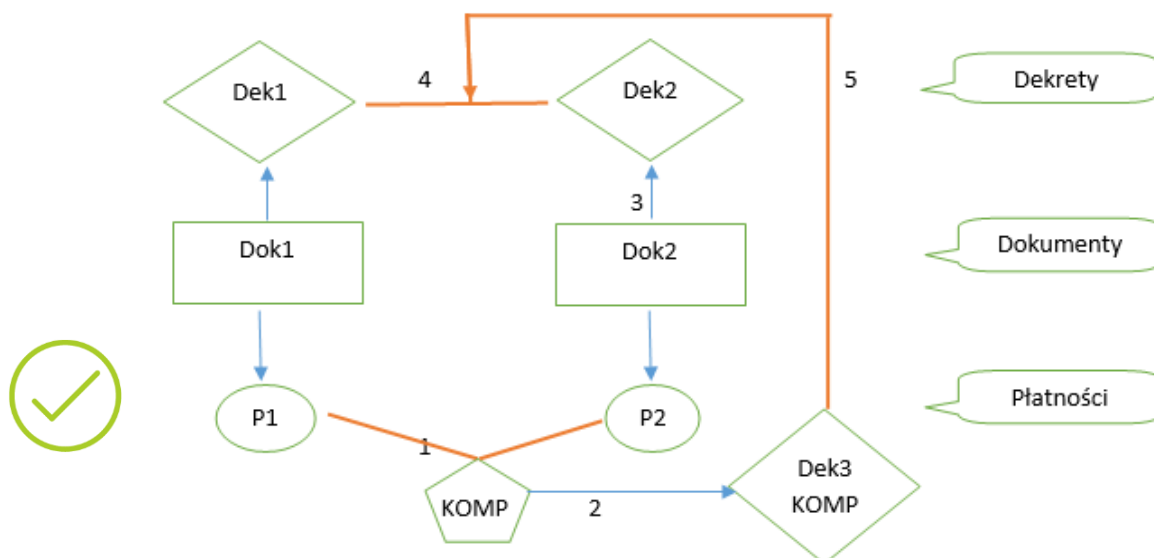 Dek1
4
Dek2
5
Dekrety
3
Dok1
Dok2
Dokumenty
P1
P2
Płatności
1
KOMP
2
Dek3
KOMP